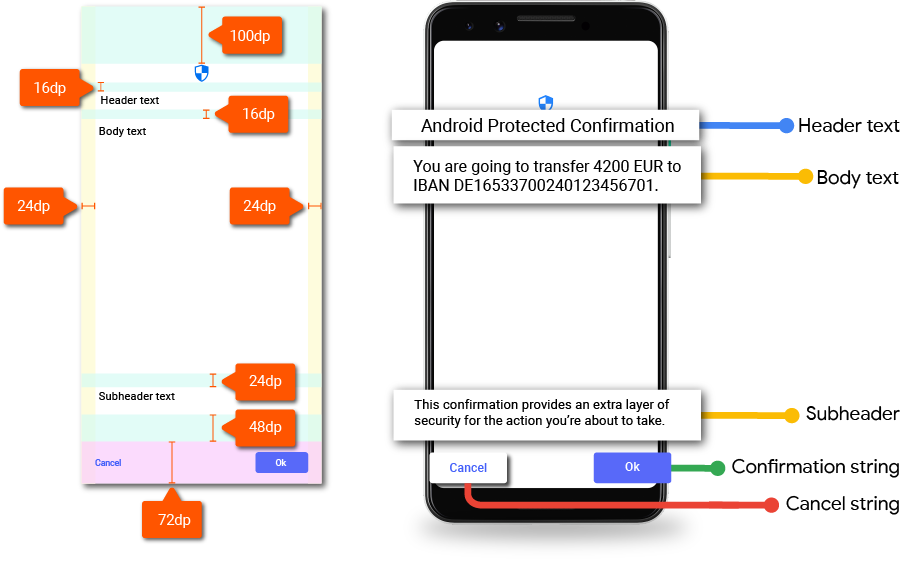 100dp
16dp
Header text
16dp
Body text
24dp
24dp
24dp
Subheader text
48dp
Cancel
Ok
72dp
Android Protected Confirmation
Header text
You are going to transfer 4200 EUR to
IBAN DE16533700240123456701.
Body text
This confirmation provides an extra layer of
security for the action you’re about to take.
Subheader
Cancel
Ok
Confirmation string
Cancel string